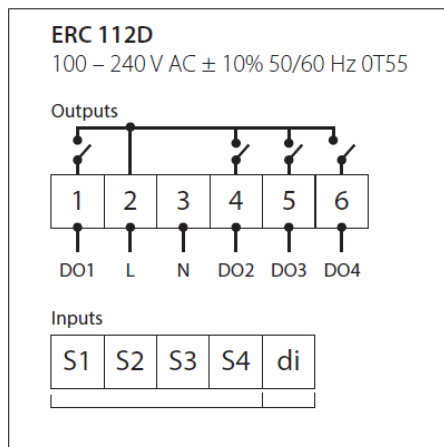 ERC 112D
100 – 240 V AC ± 10% 50/60 Hz 0T55
Outputs
1 2 3 4 5 6
DO1 L N DO2 DO3 DO4
Inputs
S1 S2 S3 S4 di